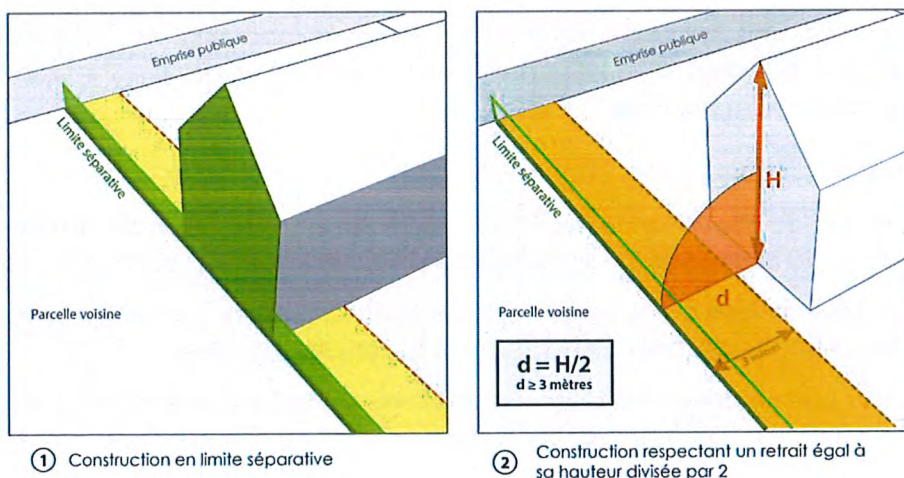 Emprise publique
Limite séparative
Parcelle voisine
① Construction en limite séparative
Emprise publique
Limite séparative
H
d
3 mètres
Parcelle voisine
d = H/2
d ≥ 3 mètres
② Construction respectant un retrait égal à
sa hauteur divisée par 2